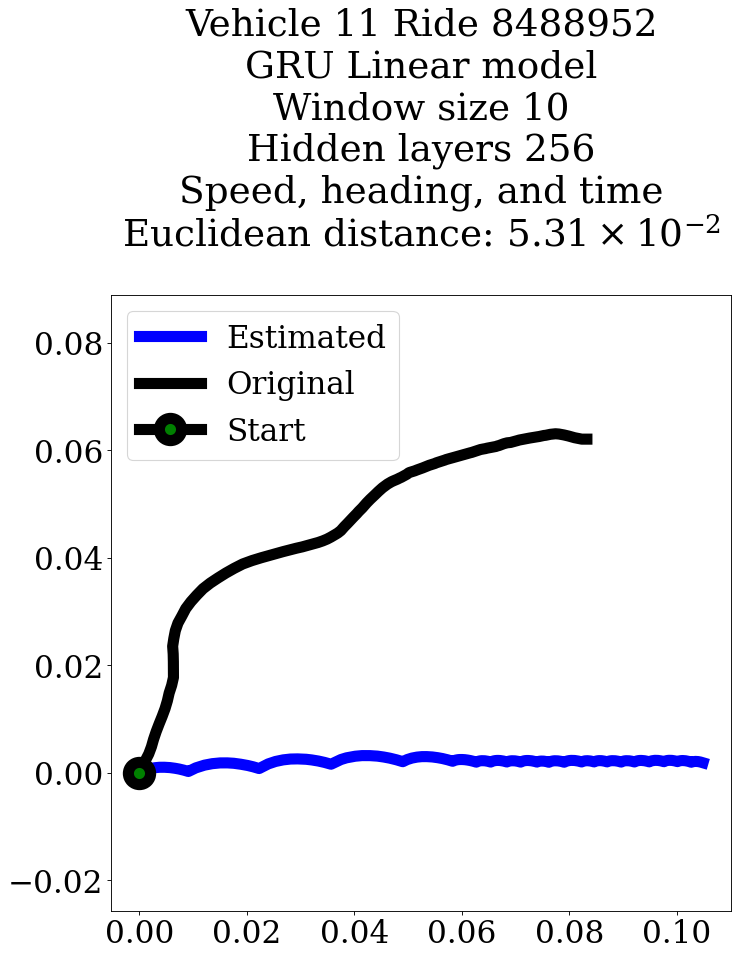 Vehicle 11 Ride 8488952
GRU Linear model
Window size 10
Hidden layers 256
Speed, heading, and time
Euclidean distance: 5.31 × 10⁻²
Estimated
Original
Start
0.08
0.06
0.04
0.02
0.00
−0.02
0.00 0.02 0.04 0.06 0.08 0.10